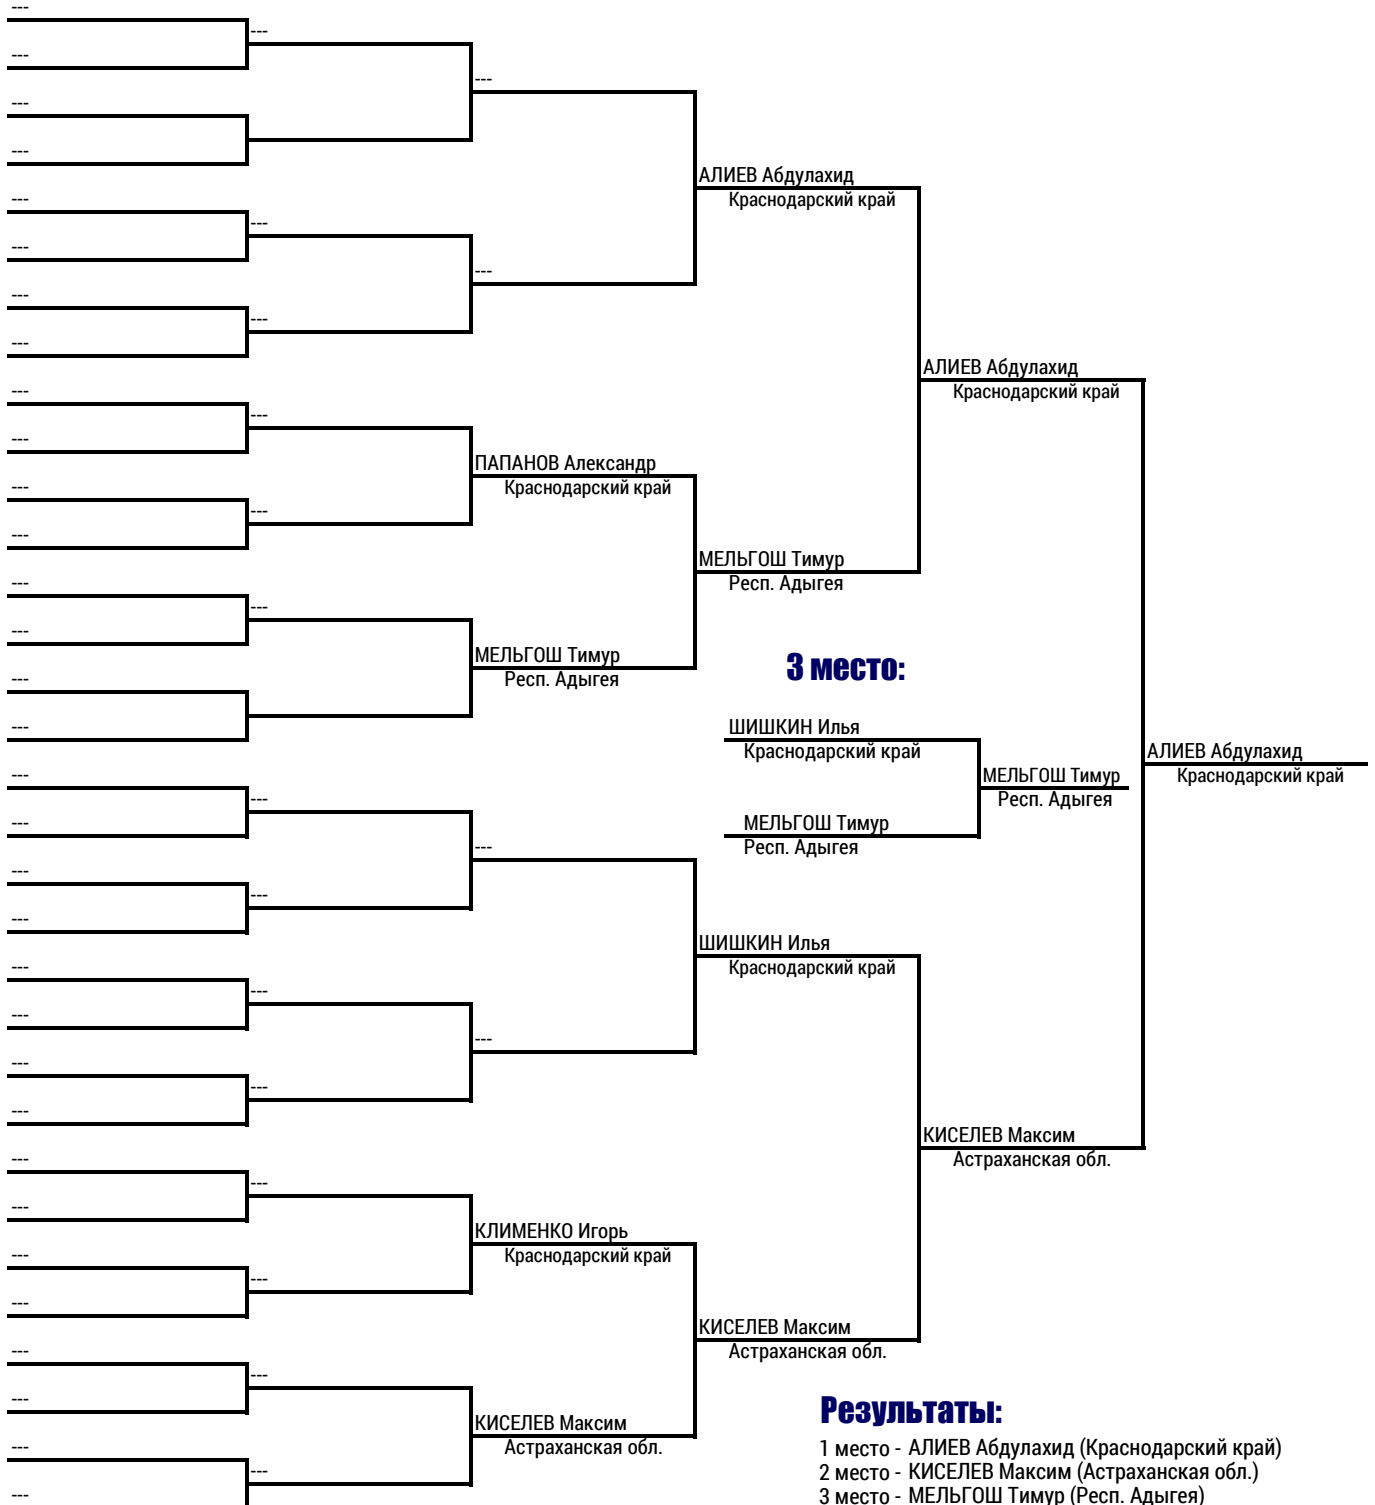 ---
---
---
---
---
---
АЛИЕВ Абдулахид
---
Краснодарский край
---
---
---
---
---
---
АЛИЕВ Абдулахид
---
Краснодарский край
---
---
ПАПАНОВ Александр
---
Краснодарский край
---
---
МЕЛЬГОШ Тимур
---
Респ. Адыгея
---
---
МЕЛЬГОШ Тимур
3 место:
---
Респ. Адыгея
---
ШИШКИН Илья
Краснодарский край
АЛИЕВ Абдулахид
---
МЕЛЬГОШ Тимур
Краснодарский край
---
Респ. Адыгея
---
МЕЛЬГОШ Тимур
---
Респ. Адыгея
---
---
---
ШИШКИН Илья
---
Краснодарский край
---
---
---
---
---
---
КИСЕЛЕВ Максим
---
Астраханская обл.
---
---
КЛИМЕНКО Игорь
---
Краснодарский край
---
---
КИСЕЛЕВ Максим
---
Астраханская обл.
---
---
Результаты:
КИСЕЛЕВ Максим
---
Астраханская обл.
1 место - АЛИЕВ Абдулахид (Краснодарский край)
---
2 место - КИСЕЛЕВ Максим (Астраханская обл.)
---
3 место - МЕЛЬГОШ Тимур (Респ. Адыгея)